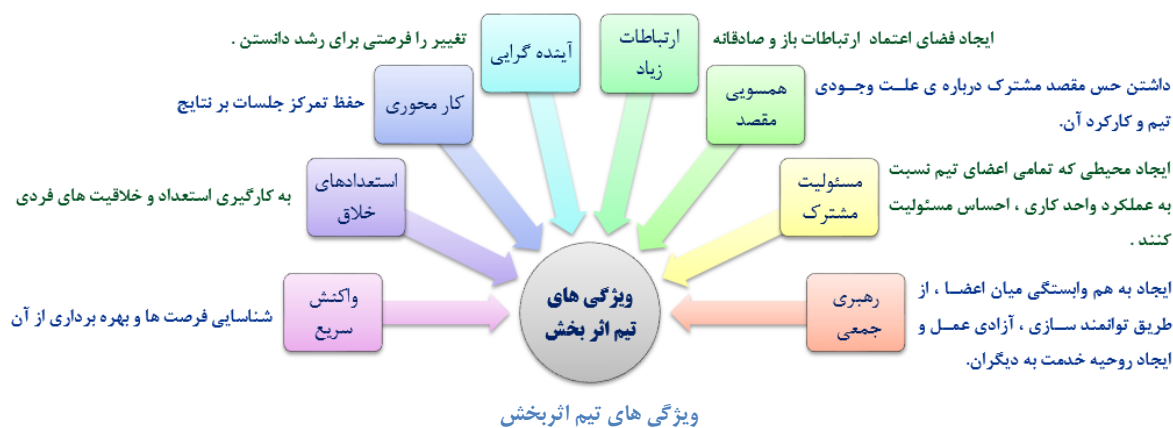 ایجاد فضای اعتماد ارتباطات باز و صادقانه
ارتباطات
زیاد
آینده گرایی
تغییر را فرصتی برای رشد دانستن .
داشتن حس مقصد مشترک درباره ی علت وجودی
تیم و کارکرد آن.
همسویی
مقصد
کار محوری
حفظ تمرکز جلسات بر نتایج
ایجاد محیطی که تمامی اعضای تیم نسبت
به عملکرد واحد کاری ، احساس مسئولیت
کنند .
مسئولیت
مشترک
استعدادهای
خلاق
به کارگیری استعداد و خلاقیت های فردی
ایجاد به هم وابستگی میان اعضا ، از
طریق توانمند سازی ، آزادی عمل و
ایجاد روحیه خدمت به دیگران.
رهبری
جمعی
ویژگی های
تیم اثر بخش
واکنش
سریع
شناسایی فرصت ها و بهره برداری از آن
ویژگی های تیم اثربخش